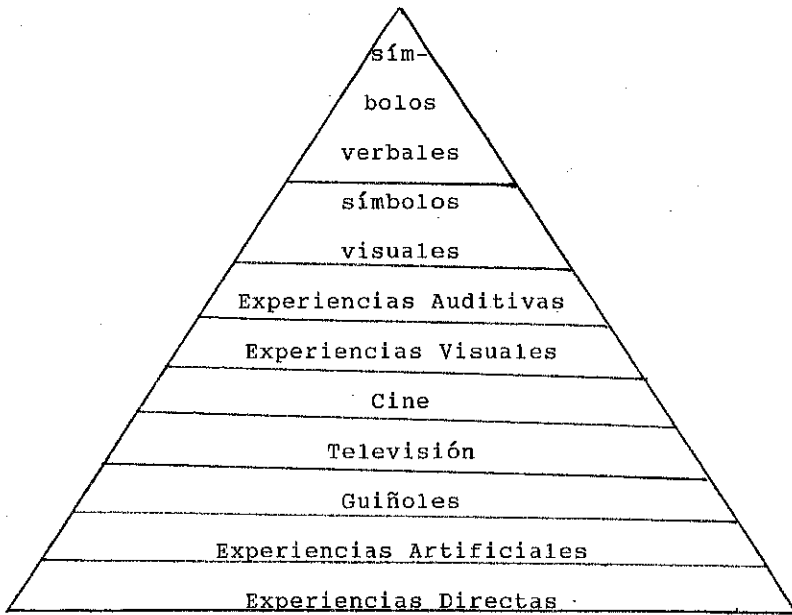 sím-
bolos
verbales
símbolos
visuales
Experiencias Auditivas
Experiencias Visuales
Cine
Televisión
Guiñoles
Experiencias Artificiales
Experiencias Directas